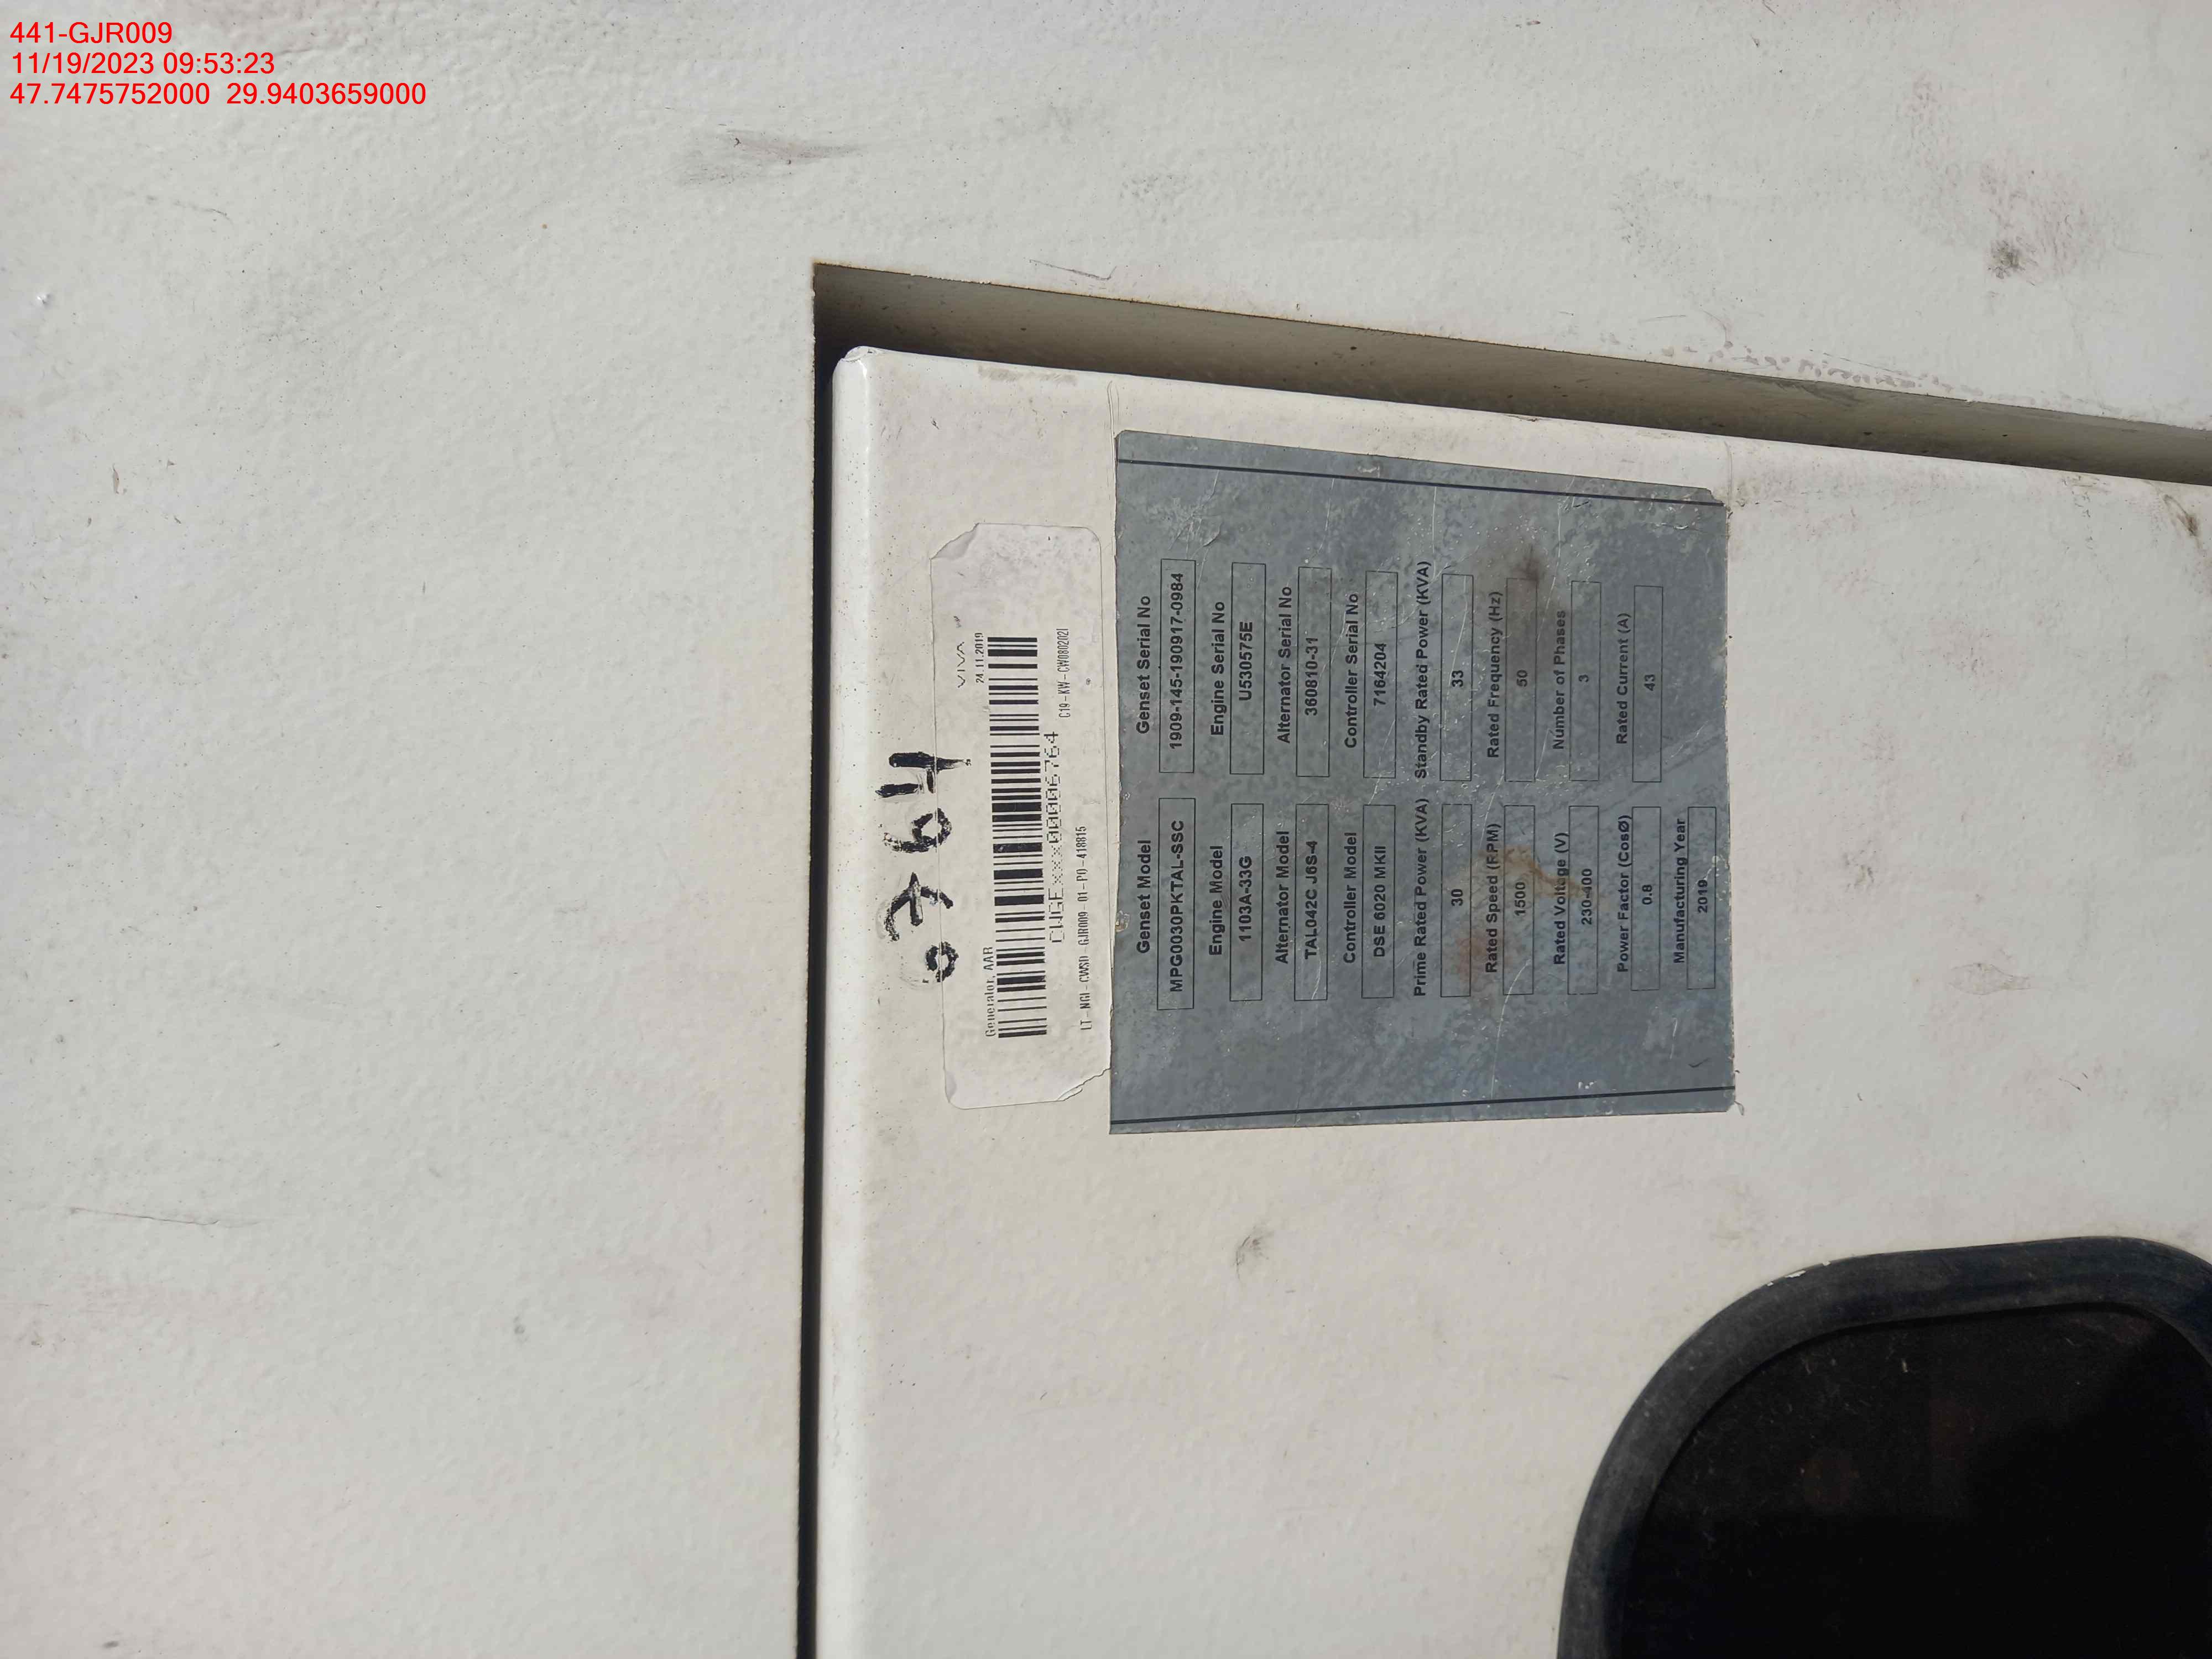 441-GJR009
11/19/2023 09:53:23
47.7475752000 29.9403659000
0764
VIVA
Generator, AAR 24.11.2019
CWGExxxx00006764
C19-KW-CW0802021
LT-NGI-CWSD-GJR009-01-PO-418815
Genset Model Genset Serial No
MPG0030PKTAL-SSC 1909-145-190917-0984
Engine Model Engine Serial No
1103A-33G U530575E
Alternator Model Alternator Serial No
TAL042C J6S-4 360810-31
Controller Model Controller Serial No
DSE 6020 MKII 7164204
Prime Rated Power (KVA) Standby Rated Power (KVA)
30 33
Rated Speed (RPM) Rated Frequency (Hz)
1500 50
Rated Voltage (V) Number of Phases
230-400 3
Power Factor (CosØ) Rated Current (A)
0.8 43
Manufacturing Year
2019